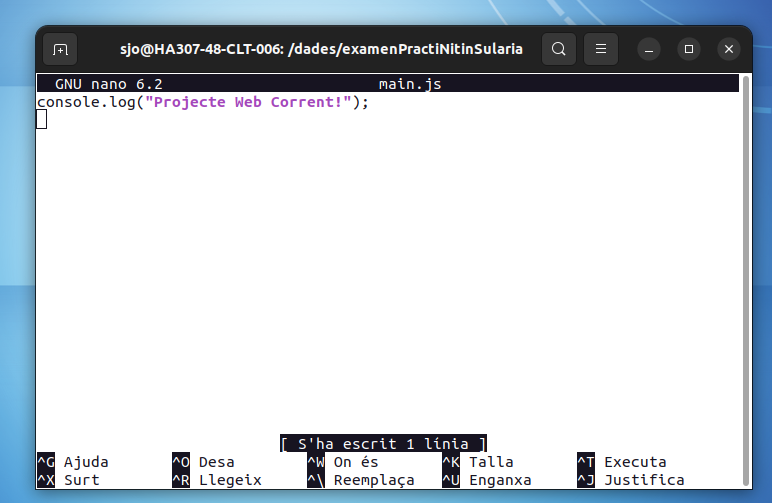 sjo@HA307-48-CLT-006: /dades/examenPractiNitinSularia
GNU nano 6.2 main.js
console.log("Projecte Web Corrent!");
[ S'ha escrit 1 línia ]
^G Ajuda ^O Desa ^W On és ^K Talla ^T Executa
^X Surt ^R Llegeix ^\ Reemplaça ^U Enganxa ^J Justifica